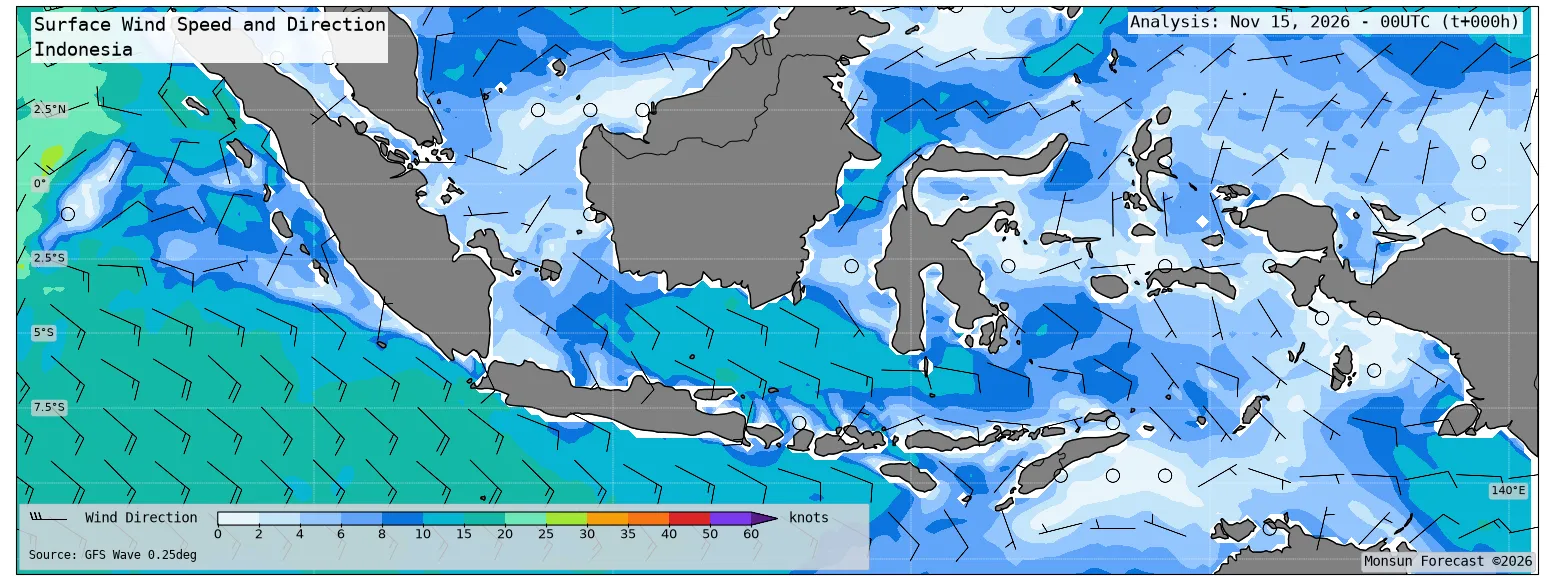 Surface Wind Speed and Direction
Indonesia
Analysis: Nov 15, 2026 - 00UTC (t+000h)
2.5°N
0°
2.5°S
5°S
7.5°S
140°E
Wind Direction
0 2 4 6 8 10 15 20 25 30 35 40 50 60 knots
Source: GFS Wave 0.25deg
Monsun Forecast ©2026